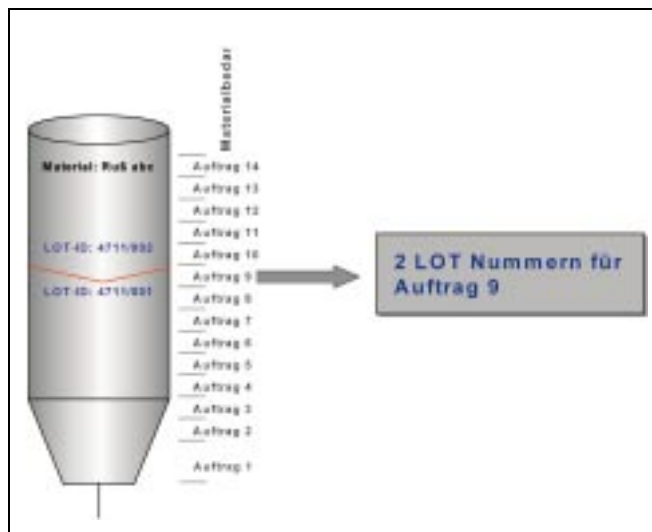 Materialbedar
Material: Ruß abc
LOT-ID: 4711/002
LOT-ID: 4711/001
Auftrag 14
Auftrag 13
Auftrag 12
Auftrag 11
Auftrag 10
Auftrag 9
Auftrag 8
Auftrag 7
Auftrag 6
Auftrag 5
Auftrag 4
Auftrag 3
Auftrag 2
Auftrag 1
2 LOT Nummern für
Auftrag 9